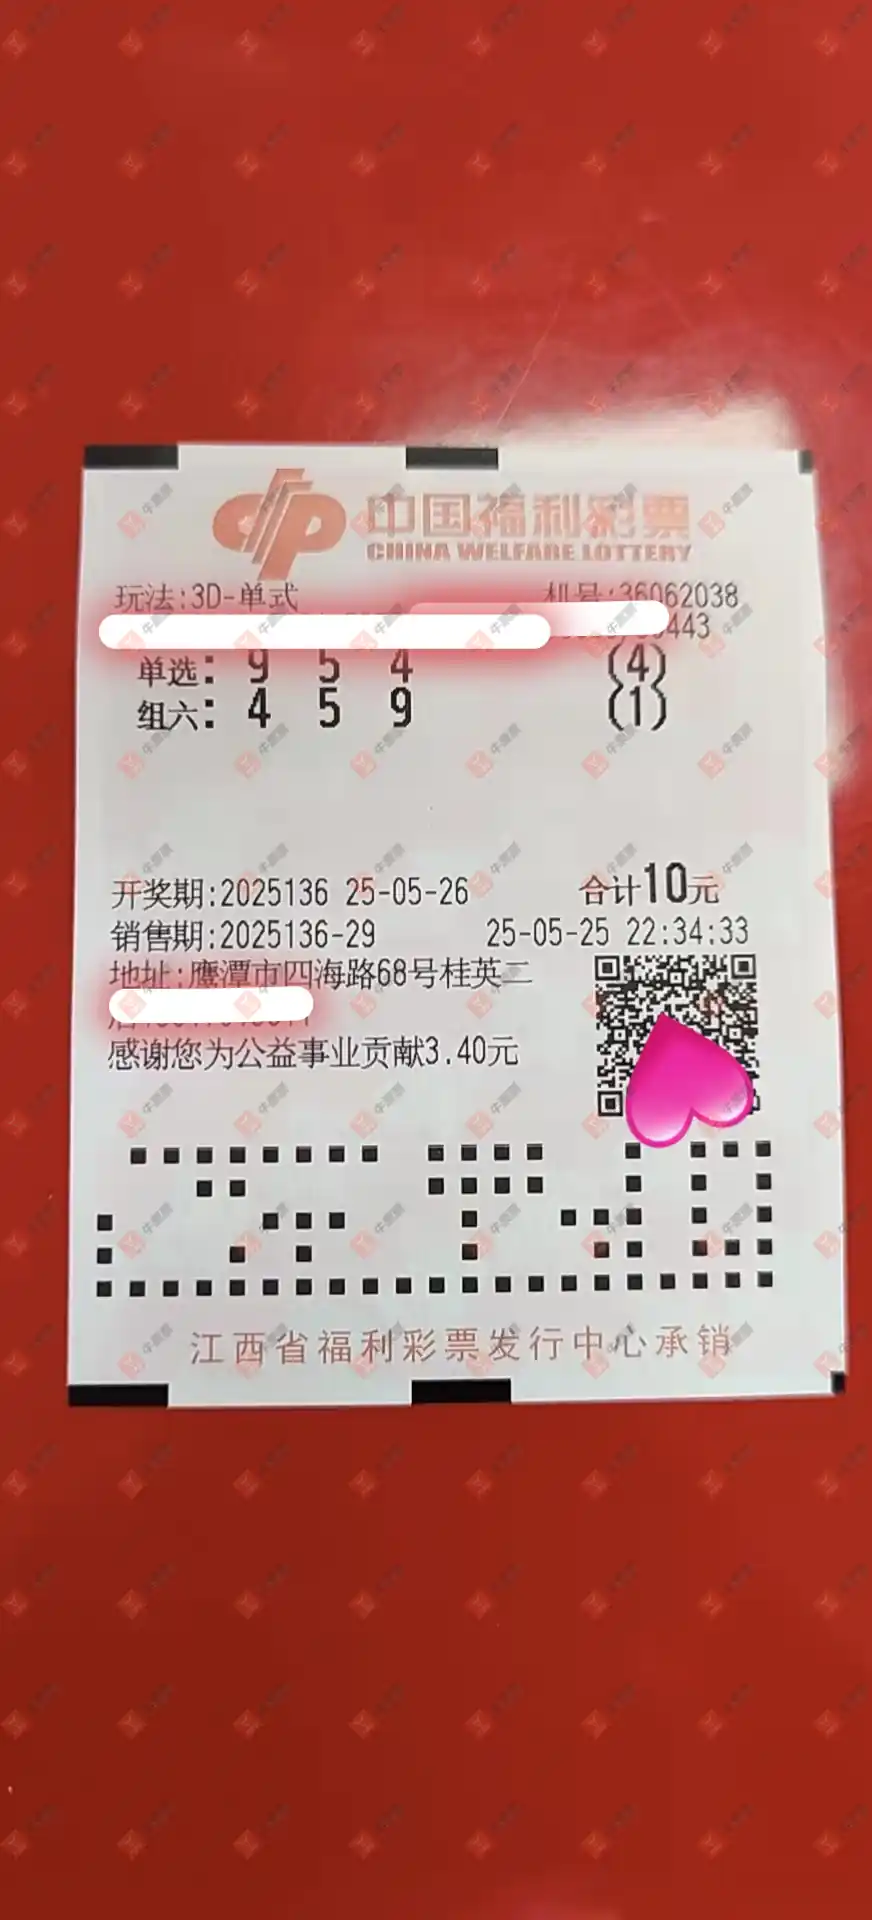 中国福利彩票
CHINA WELFARE LOTTERY
玩法:3D-单式 机号:36062038
443
单选: 9 5 4 (4)
组六: 4 5 9 (1)
开奖期:2025136 25-05-26 合计10元
销售期:2025136-29 25-05-25 22:34:33
地址:鹰潭市四海路68号桂英二
感谢您为公益事业贡献3.40元
江西省福利彩票发行中心承销